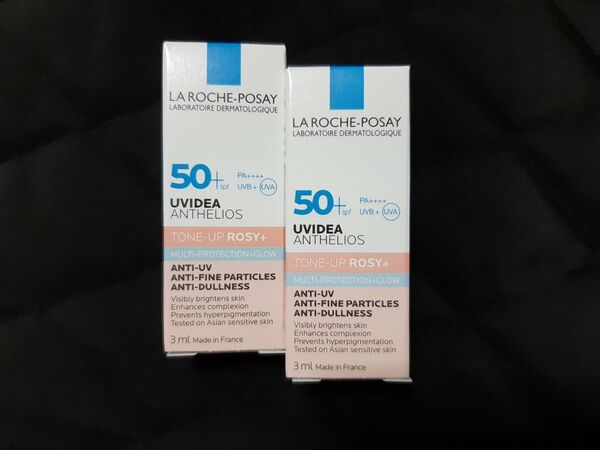 LA ROCHE-POSAY
LABORATOIRE DERMATOLOGIQUE
50+ spf
PA++++
UVB + UVA
UVIDEA
ANTHELIOS
TONE-UP ROSY+
MULTI-PROTECTION+GLOW
ANTI-UV
ANTI-FINE PARTICLES
ANTI-DULLNESS
Visibly brightens skin
Enhances complexion
Prevents hyperpigmentation
Tested on Asian sensitive skin
3 ml Made in France
LA ROCHE-POSAY
LABORATOIRE DERMATOLOGIQUE
50+ spf
PA++++
UVB + UVA
UVIDEA
ANTHELIOS
TONE-UP ROSY+
MULTI-PROTECTION+GLOW
ANTI-UV
ANTI-FINE PARTICLES
ANTI-DULLNESS
Visibly brightens skin
Enhances complexion
Prevents hyperpigmentation
Tested on Asian sensitive skin
3 ml Made in France